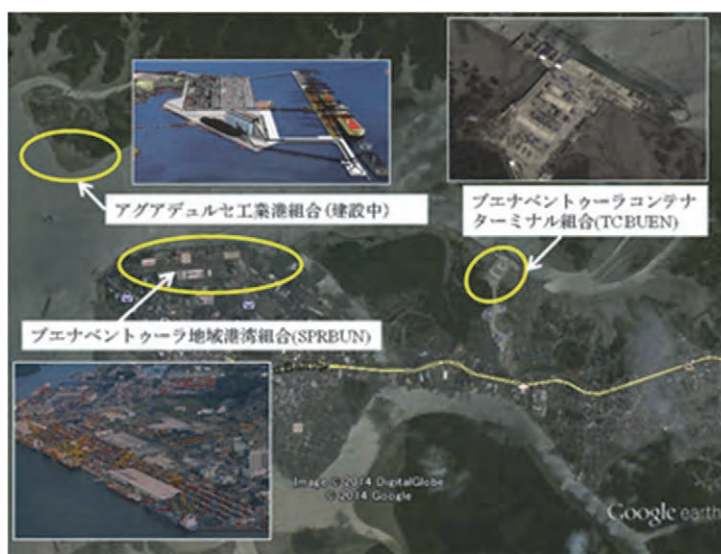 アグアデュルセ工業港組合(建設中)
ブエナベントゥーラコンテナ
ターミナル組合(TCBUEN)
ブエナベントゥーラ地域港湾組合(SPRBUN)
Image © 2014 DigitalGlobe
© 2014 Google
Google earth